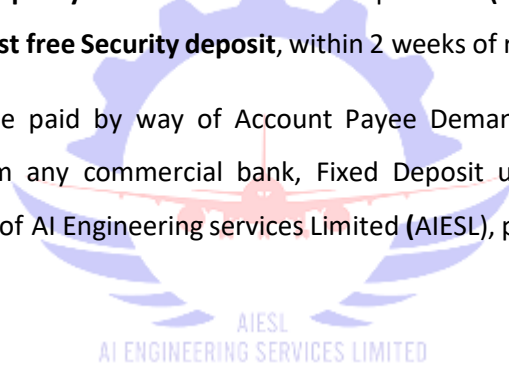 st free Security deposit, within 2 weeks of
e paid by way of Account Payee Deman
any commercial bank, Fixed Deposit u
of AI Engineering services Limited (AIESL), p
AIESL
AI ENGINEERING SERVICES LIMITED